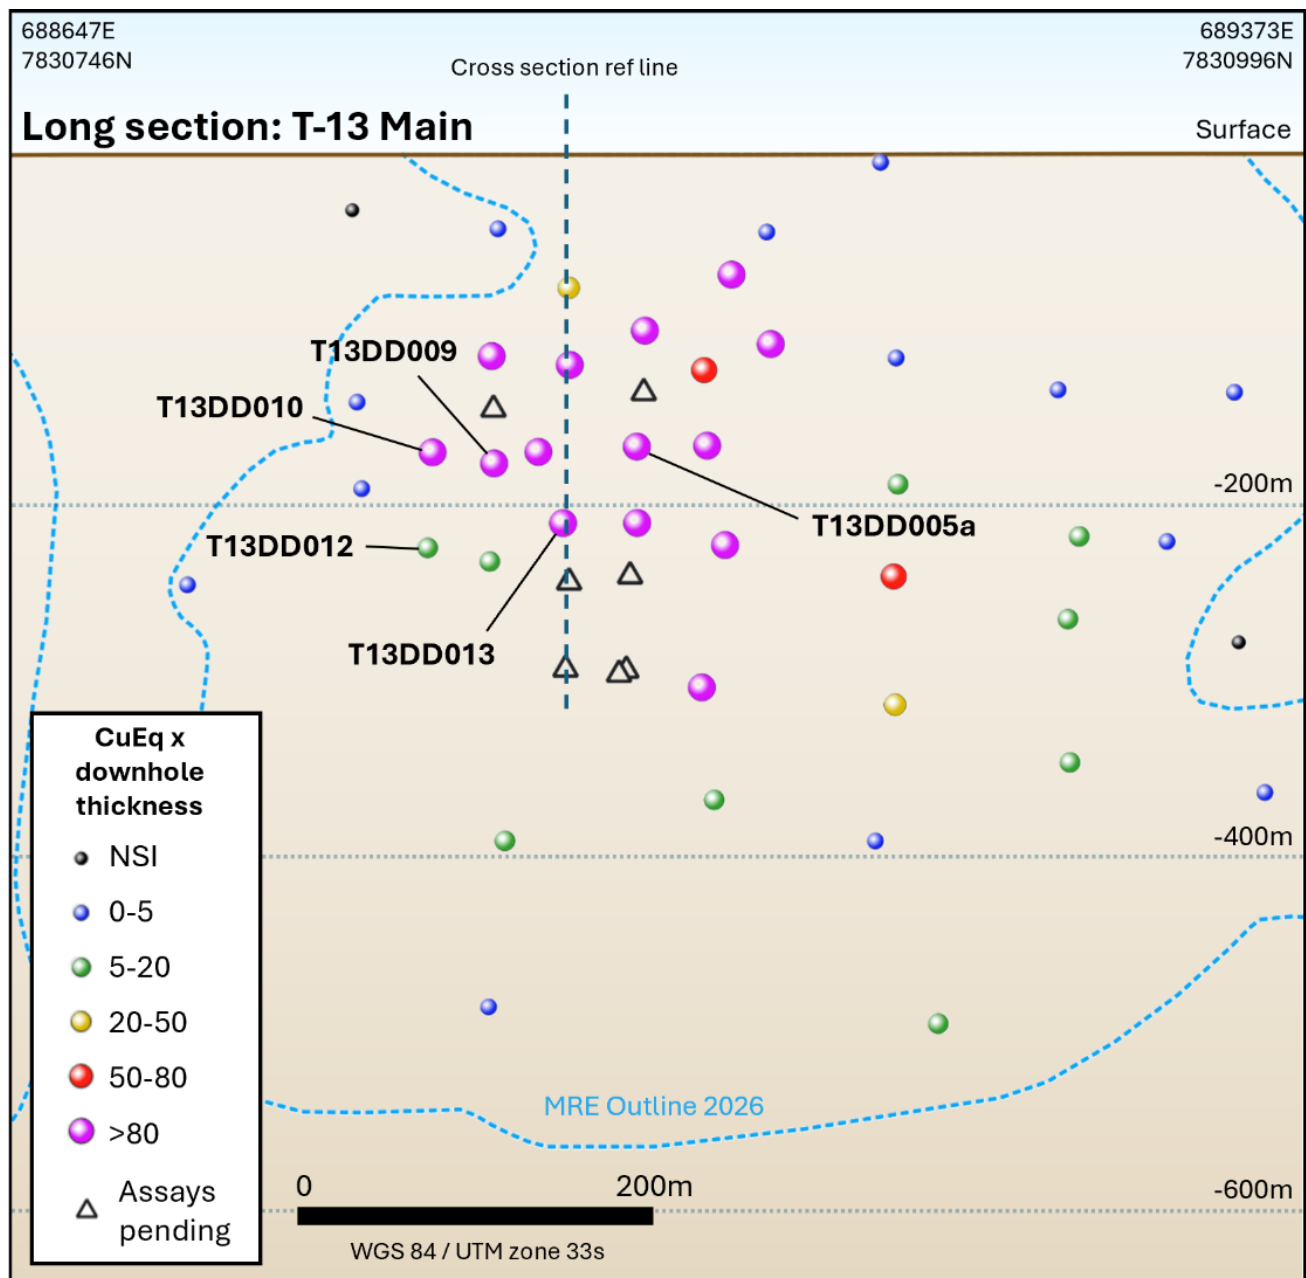 688647E
7830746N
689373E
7830996N
Cross section ref line
Long section: T-13 Main
Surface
T13DD009
T13DD010
-200m
T13DD005a
T13DD012
T13DD013
CuEq x
downhole
thickness
NSI
0-5
5-20
20-50
50-80
>80
Assays
pending
-400m
MRE Outline 2026
0
200m
-600m
WGS 84 / UTM zone 33s